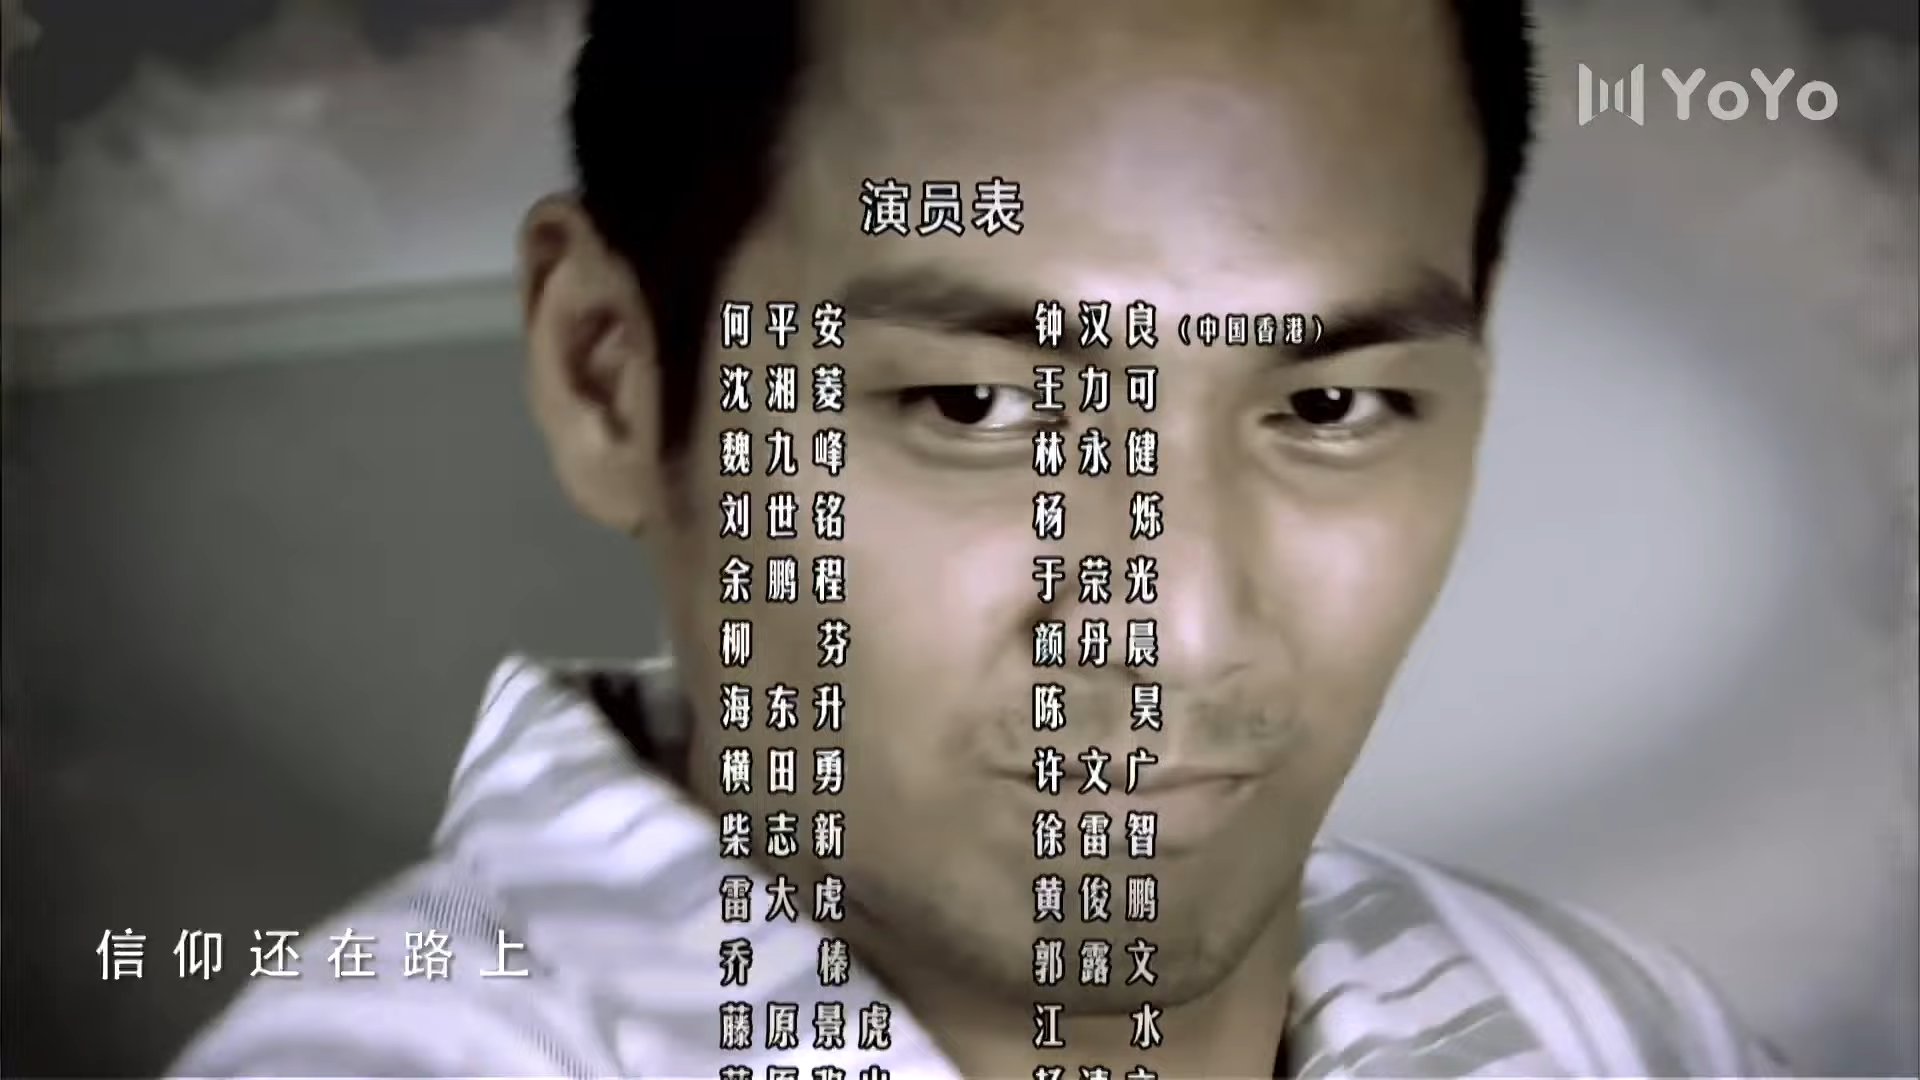 YoYo
演员表
何平安 钟汉良(中国香港)
沈湘菱 王力可
魏九峰 林永健
刘世铭 杨烁
余鹏程 于荣光
柳芬 颜丹晨
海东升 陈昊
横田勇 许文广
柴志新 徐雷智
雷大虎 黄俊鹏
乔榛 郭露文
信仰还在路上
藤原景虎 江水